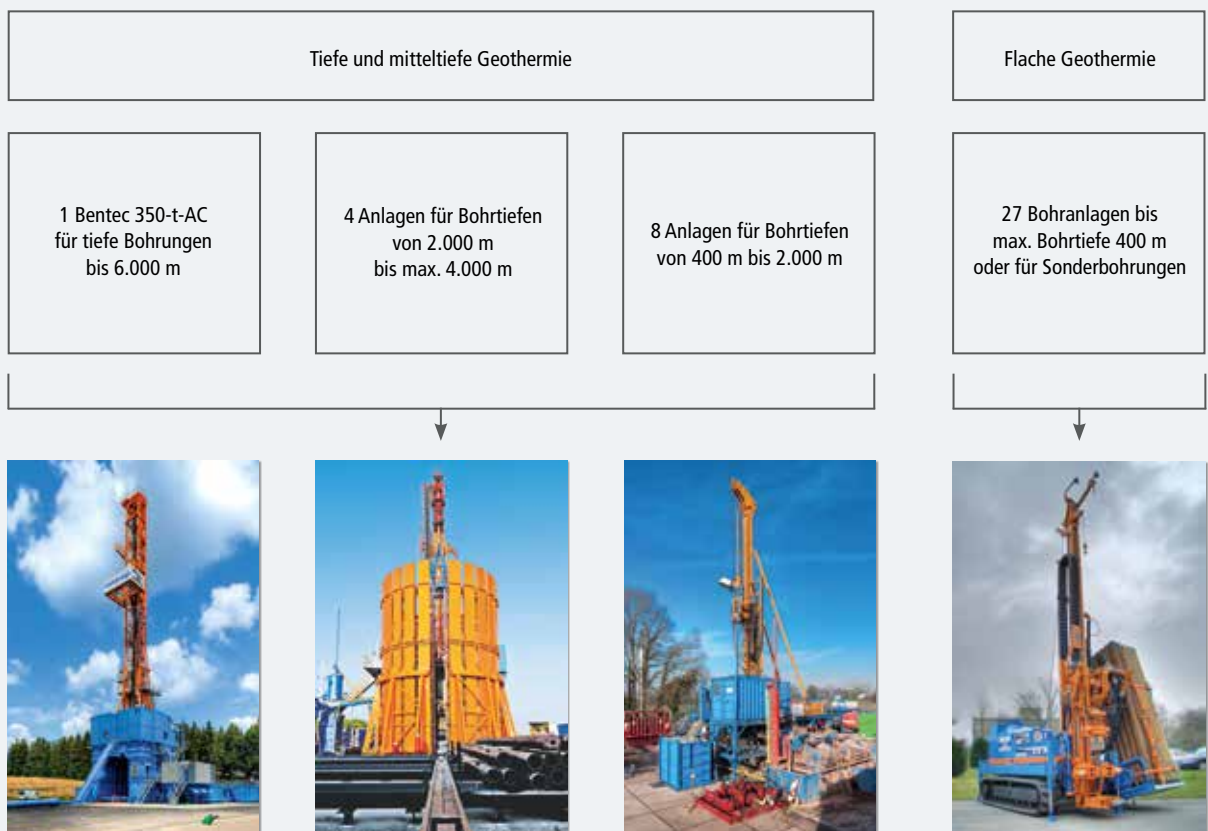 Tiefe und mitteltiefe Geothermie
Flache Geothermie
1 Bentec 350-t-AC
für tiefe Bohrungen
bis 6.000 m
4 Anlagen für Bohrtiefen
von 2.000 m
bis max. 4.000 m
8 Anlagen für Bohrtiefen
von 400 m bis 2.000 m
27 Bohranlagen bis
max. Bohrtiefe 400 m
oder für Sonderbohrungen